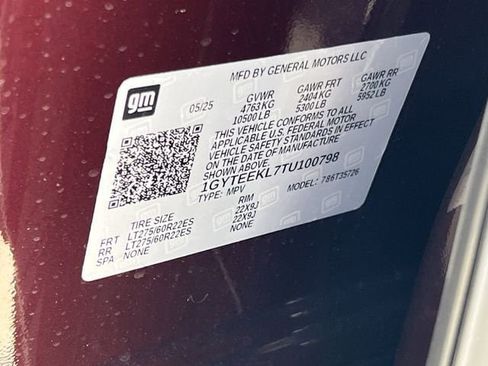 MFD BY GENERAL MOTORS LLC
gm
05/25 GVWR GAWR FRT GAWR RR
4763 KG 2404 KG 2700 KG
10500 LB 5300 LB 5952 LB
THIS VEHICLE CONFORMS TO ALL
APPLICABLE U.S. FEDERAL MOTOR
VEHICLE SAFETY STANDARDS IN EFFECT
ON THE DATE OF MANUFACTURE
1GYTEEKL7TU100798
TYPE: MPV MODEL: 786T35726
TIRE SIZE RIM
FRT LT275/60R22ES 22X9J
RR LT275/60R22ES 22X9J
SPA NONE NONE